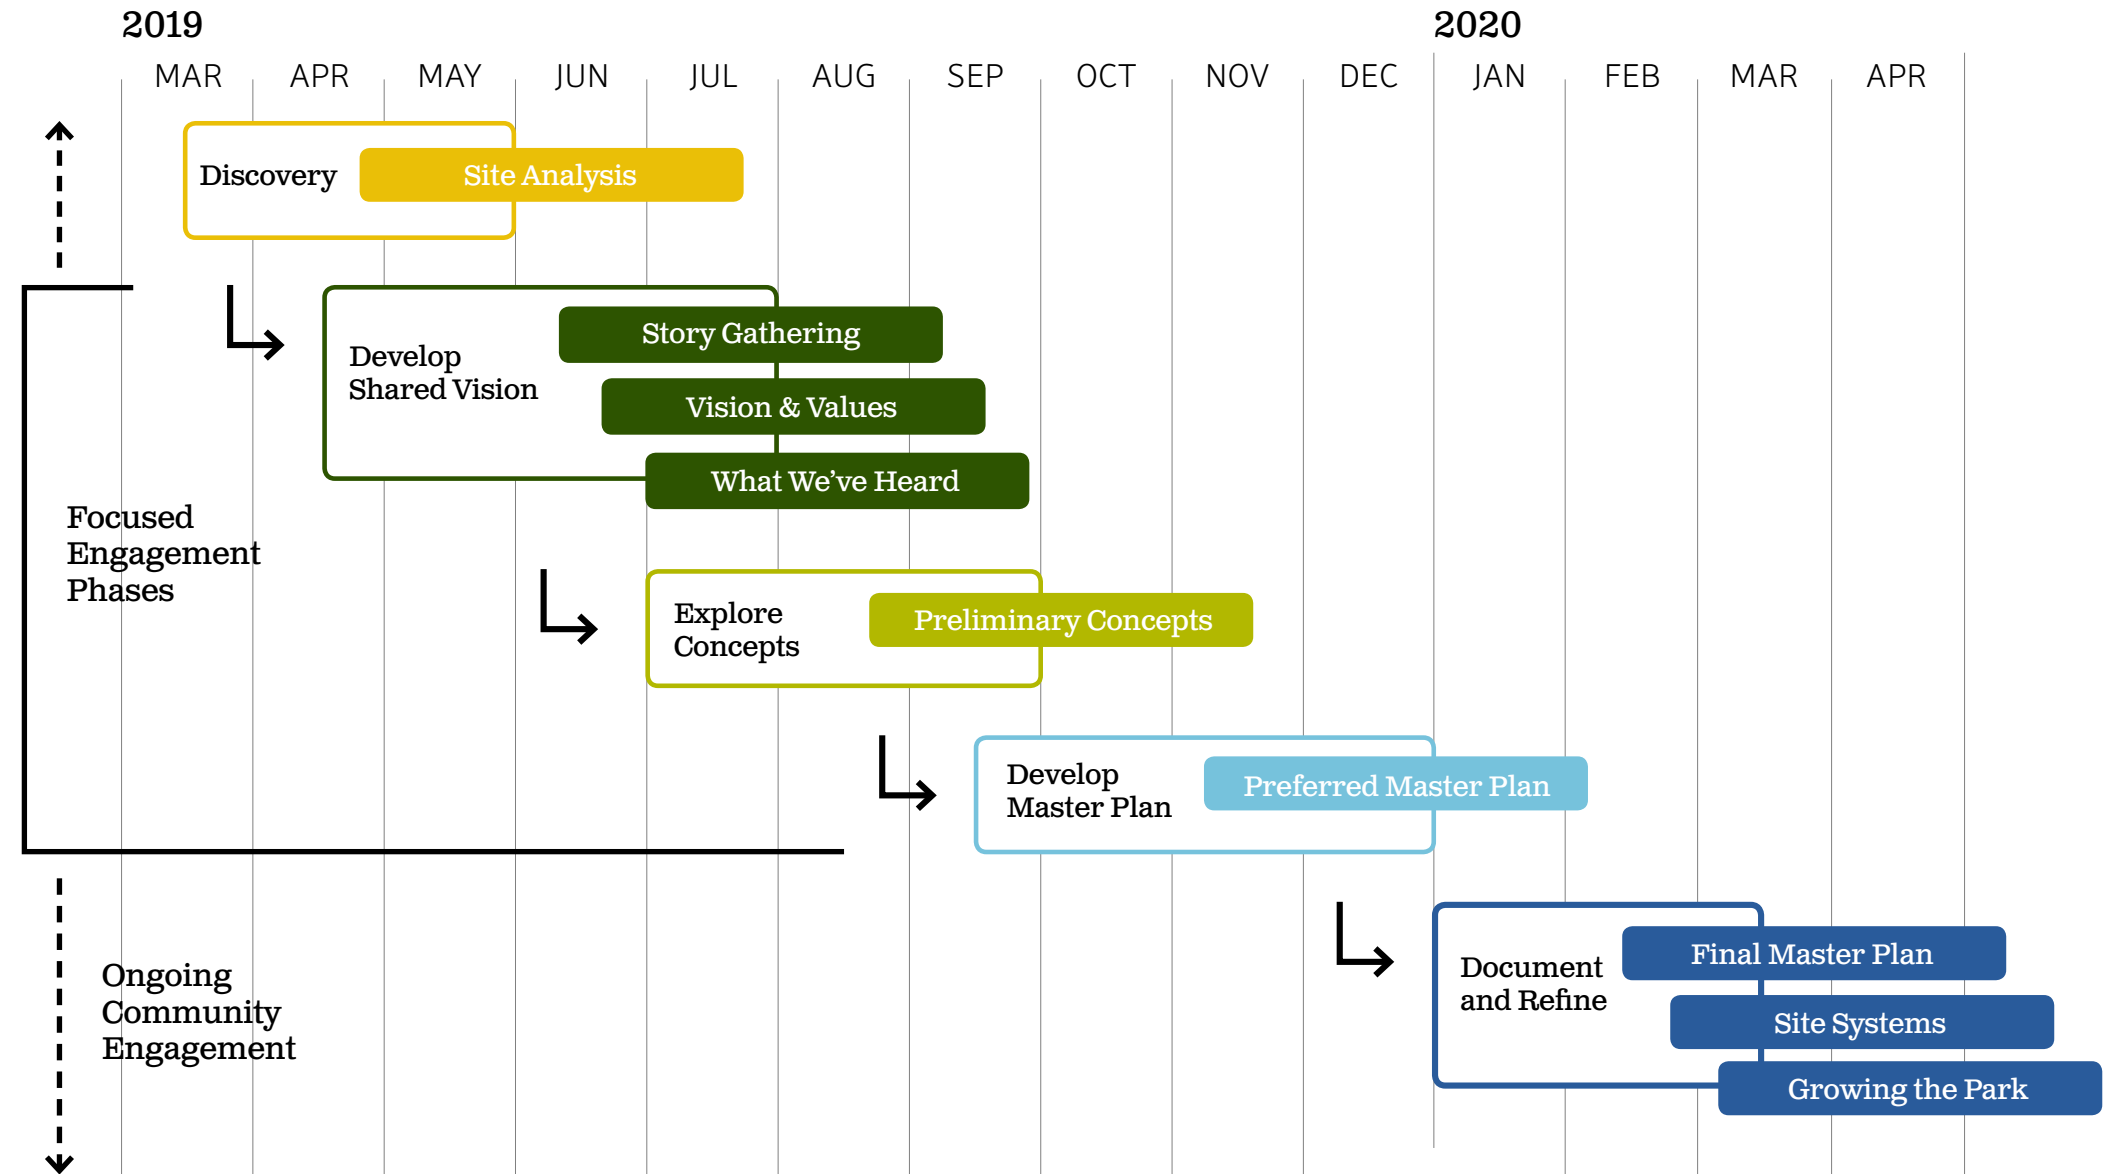 2019
2020
MAR APR MAY JUN JUL AUG SEP OCT NOV DEC JAN FEB MAR APR
Discovery
Site Analysis
Develop
Shared Vision
Story Gathering
Vision & Values
What We’ve Heard
Focused
Engagement
Phases
Explore
Concepts
Preliminary Concepts
Develop
Master Plan
Preferred Master Plan
Ongoing
Community
Engagement
Document
and Refine
Final Master Plan
Site Systems
Growing the Park